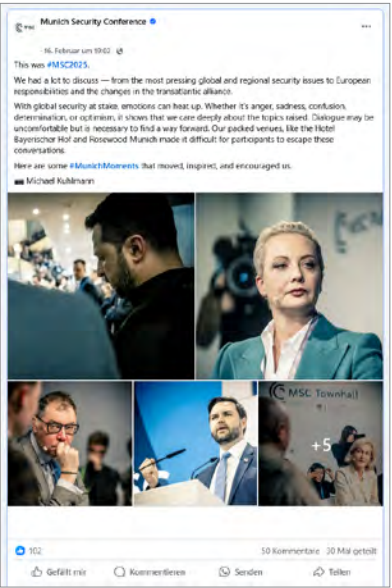 MSC
Munich Security Conference
16. Februar um 19:03
This was #MSC2025.
We had a lot to discuss — from the most pressing global and regional security issues to European
responsibilities and the changes in the transatlantic alliance.
With global security at stake, emotions can heat up. Whether it's anger, sadness, confusion,
determination, or optimism, it shows that we care deeply about the topics raised. Dialogue may be
uncomfortable but is necessary to find a way forward. Our packed venues, like the Hotel
Bayerischer Hof and Rosewood Munich made it difficult for participants to escape these
conversations.
Here are some #MunichMoments that moved, inspired, and encouraged us.
📷 Michael Kuhlmann
MSC Townhall
+5
102
50 Kommentare 30 Mal geteilt
Gefällt mir
Kommentieren
Senden
Teilen